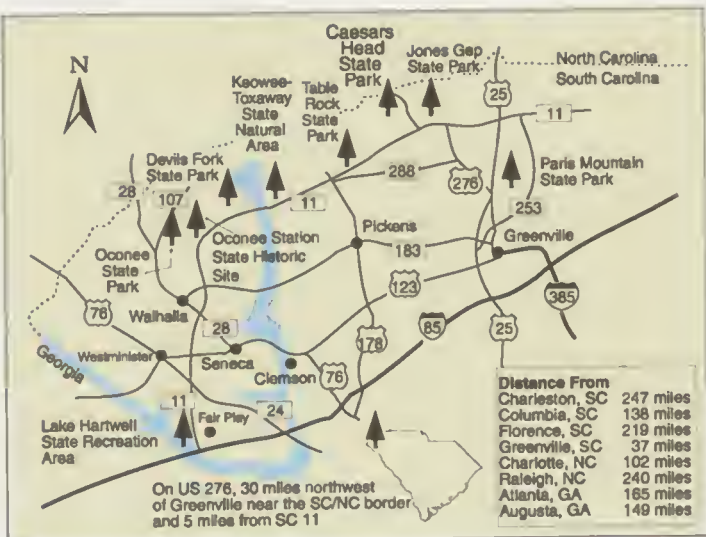 Caesars
Head
State
Park
Jones Gap
State Park
North Carolina
South Carolina
N
Keowee-
Toxaway
State
Natural
Area
Table
Rock
State
Park
25
11
Devils Fork
State Park
28
107
11
288
276
Paris Mountain
State Park
253
Oconee
State
Park
Oconee Station
State Historic
Site
Pickens
183
Greenville
123
385
76
Walhalla
28
85
178
25
Georgia
Westminister
Seneca
Clemson
76
11
Fair Play
24
Lake Hartwell
State Recreation
Area
On US 276, 30 miles northwest
of Greenville near the SC/NC border
and 5 miles from SC 11
Distance From
Charleston, SC 247 miles
Columbia, SC 138 miles
Florence, SC 219 miles
Greenville, SC 37 miles
Charlotte, NC 102 miles
Raleigh, NC 240 miles
Atlanta, GA 165 miles
Augusta, GA 149 miles